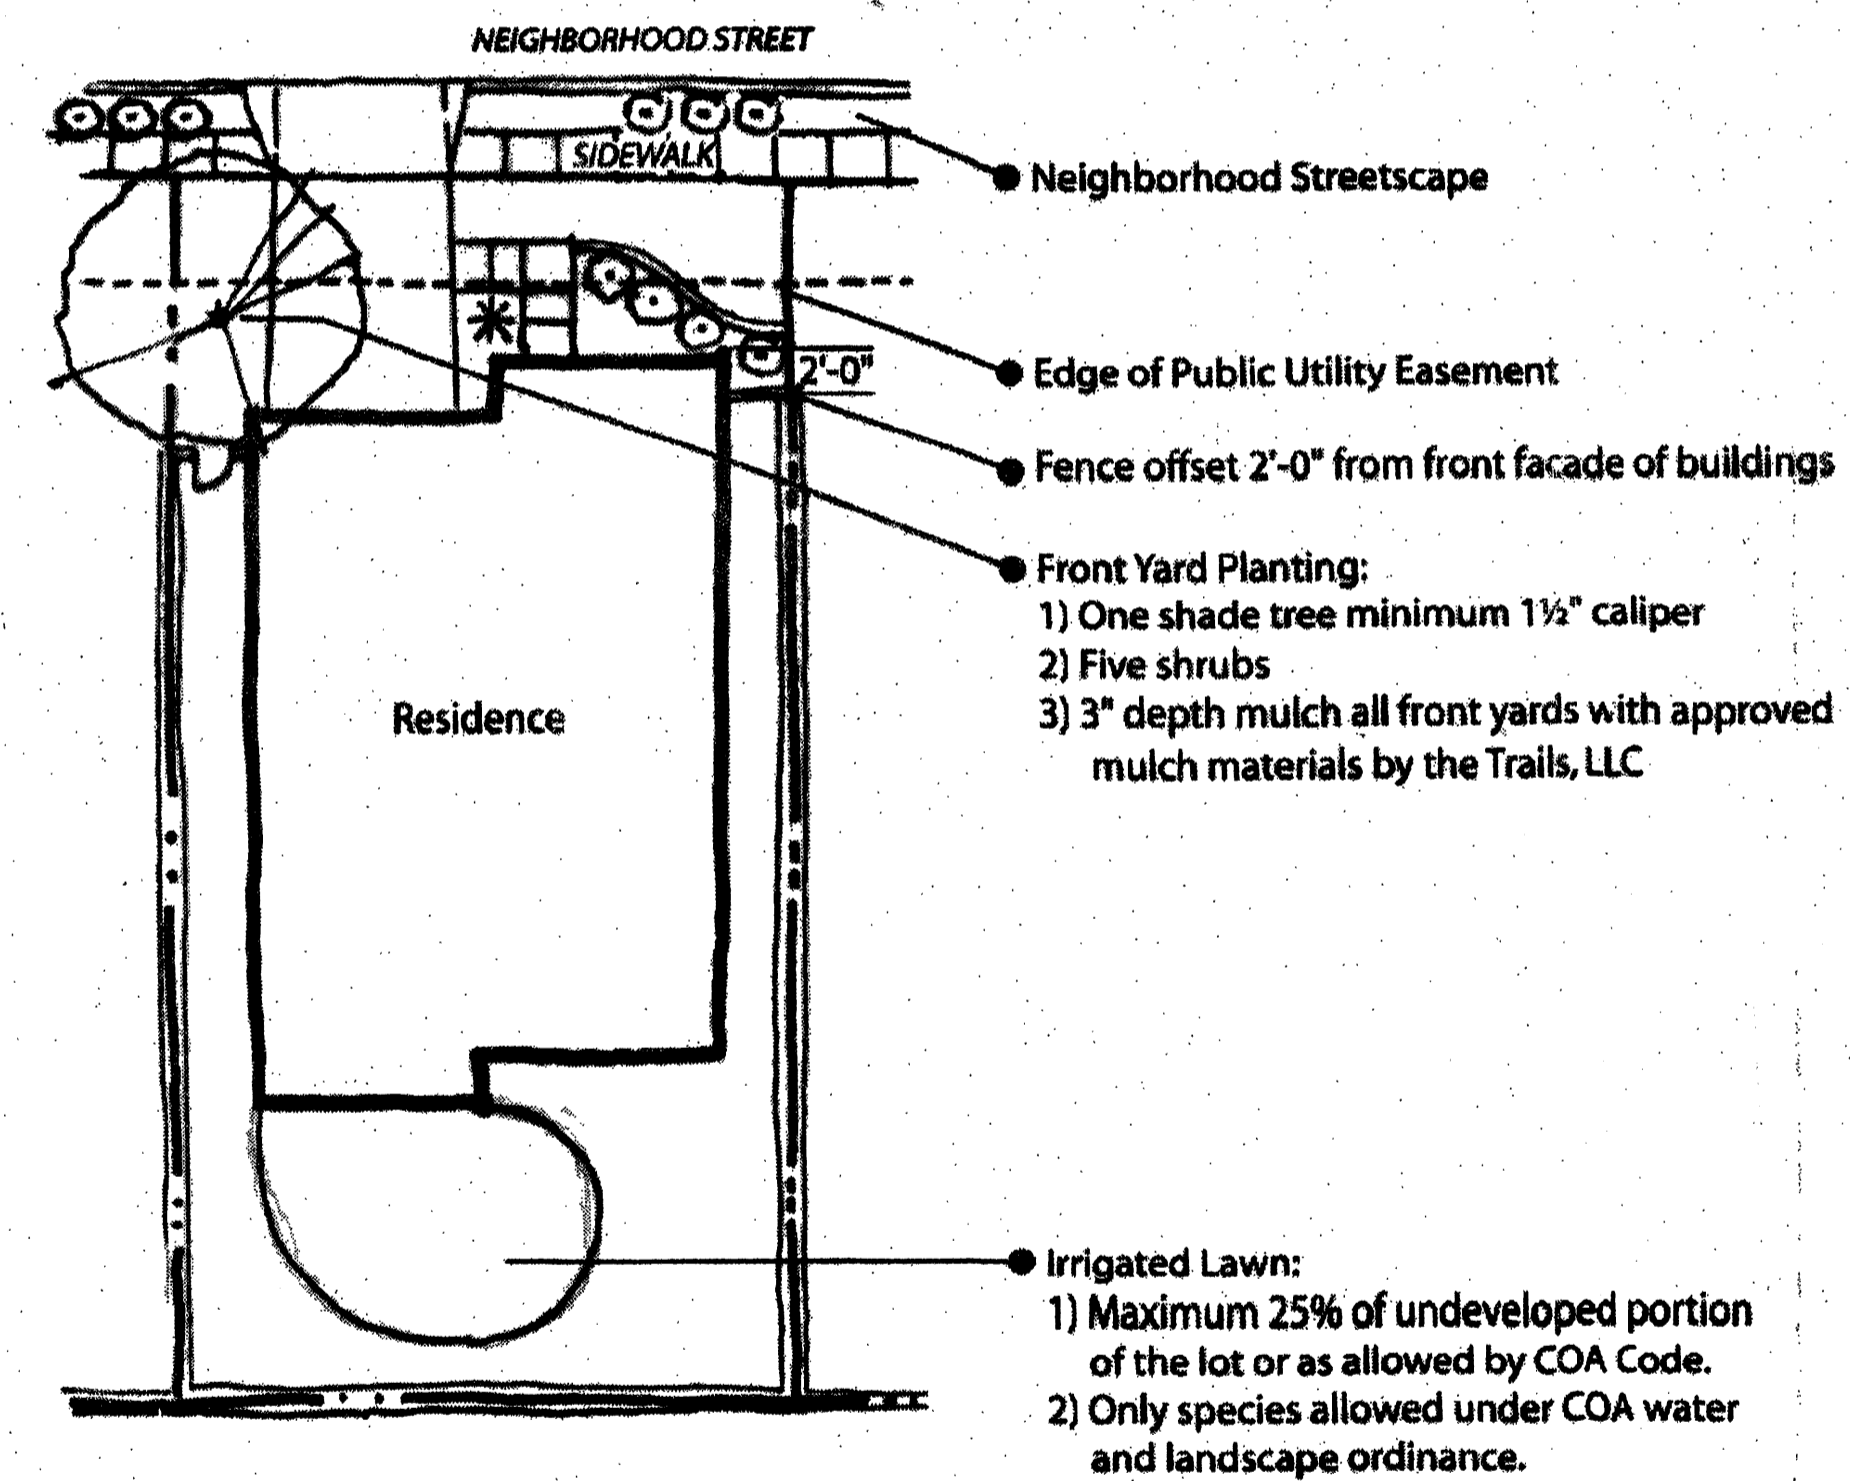 NEIGHBORHOOD STREET
SIDEWALK
Neighborhood Streetscape
Edge of Public Utility Easement
2'-0"
Fence offset 2'-0" from front facade of buildings
Front Yard Planting:
1) One shade tree minimum 1½" caliper
2) Five shrubs
3) 3" depth mulch all front yards with approved
mulch materials by the Trails, LLC
Residence
Irrigated Lawn:
1) Maximum 25% of undeveloped portion
of the lot or as allowed by COA Code.
2) Only species allowed under COA water
and landscape ordinance.